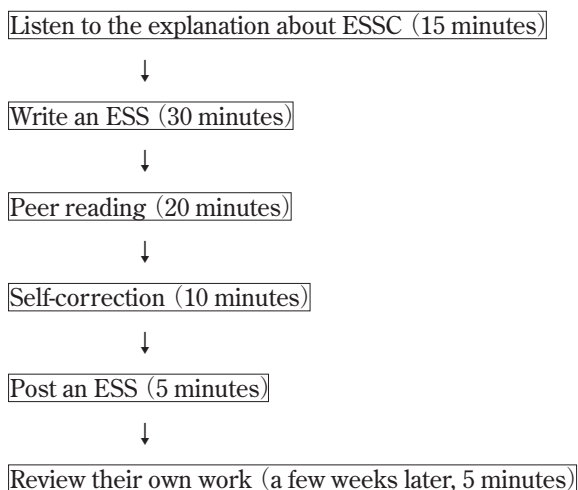 Listen to the explanation about ESSC (15 minutes)
↓
Write an ESS (30 minutes)
↓
Peer reading (20 minutes)
↓
Self-correction (10 minutes)
↓
Post an ESS (5 minutes)
↓
Review their own work (a few weeks later, 5 minutes)